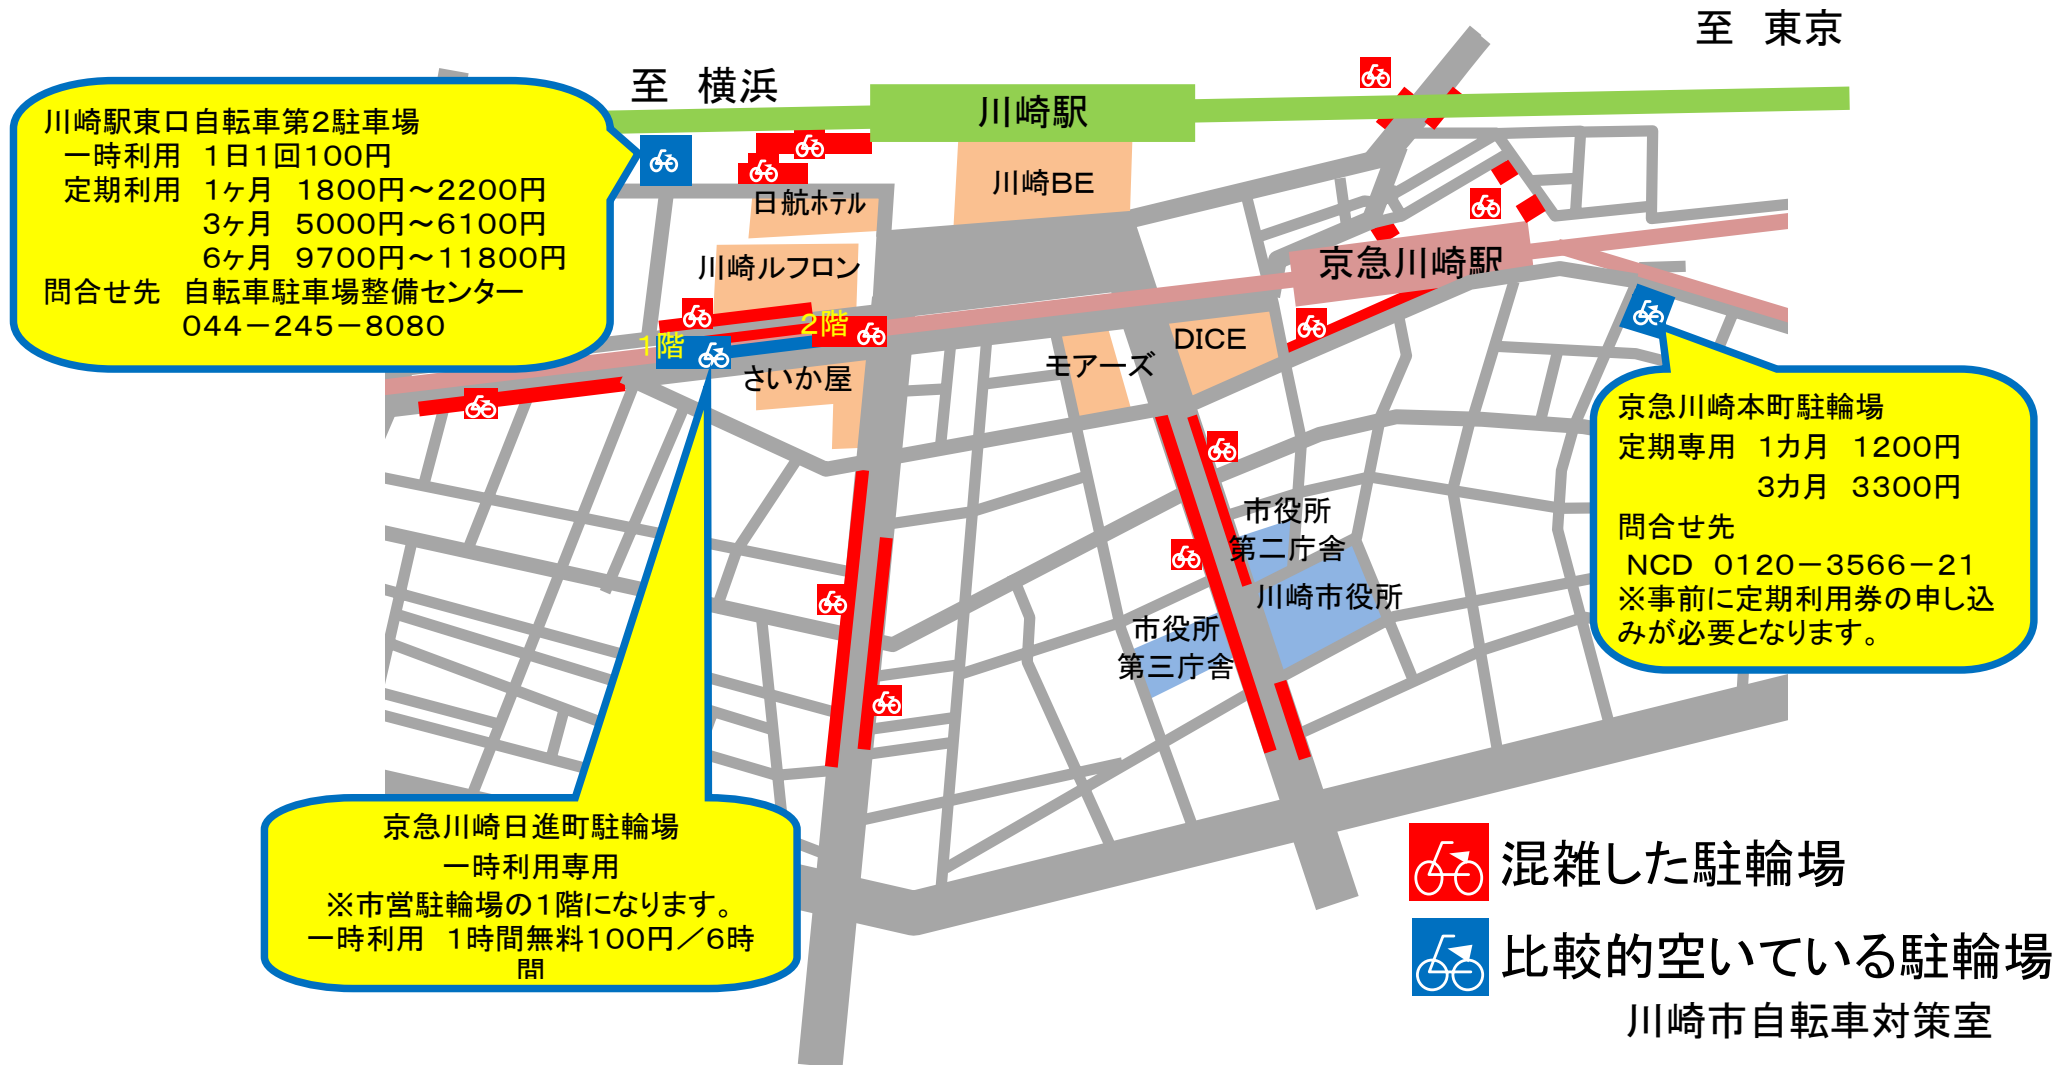 至　東京
至　横浜
川崎駅
川崎駅東口自転車第２駐車場
一時利用　１日１回１００円
定期利用　１ヶ月　１８００円～２２００円
３ヶ月　５０００円～６１００円
６ヶ月　９７００円～１１８００円
問合せ先　自転車駐車場整備センター
０４４－２４５－８０８０
川崎ＢＥ
日航ホテル
川崎ルフロン
京急川崎駅
２階
１階
さいか屋
モアーズ
ＤＩＣＥ
京急川崎本町駐輪場
定期専用　１カ月　１２００円
３カ月　３３００円
問合せ先
ＮＣＤ　０１２０－３５６６－２１
※事前に定期利用券の申し込
みが必要となります。
市役所
第二庁舎
川崎市役所
市役所
第三庁舎
京急川崎日進町駐輪場
一時利用専用
※市営駐輪場の１階になります。
一時利用　１時間無料１００円／６時
間
混雑した駐輪場
比較的空いている駐輪場
川崎市自転車対策室